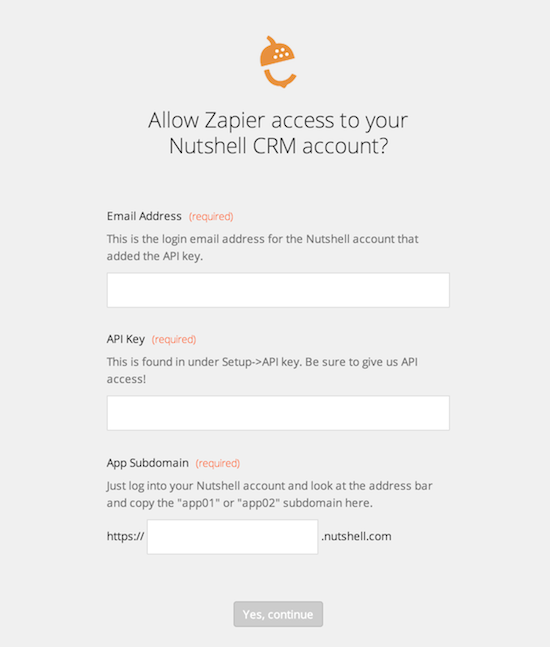 Allow Zapier access to your
Nutshell CRM account?
Email Address (required)
This is the login email address for the Nutshell account that
added the API key.
API Key (required)
This is found in under Setup->API key. Be sure to give us API
access!
App Subdomain (required)
Just log into your Nutshell account and look at the address bar
and copy the "app01" or "app02" subdomain here.
https:// .nutshell.com
Yes, continue